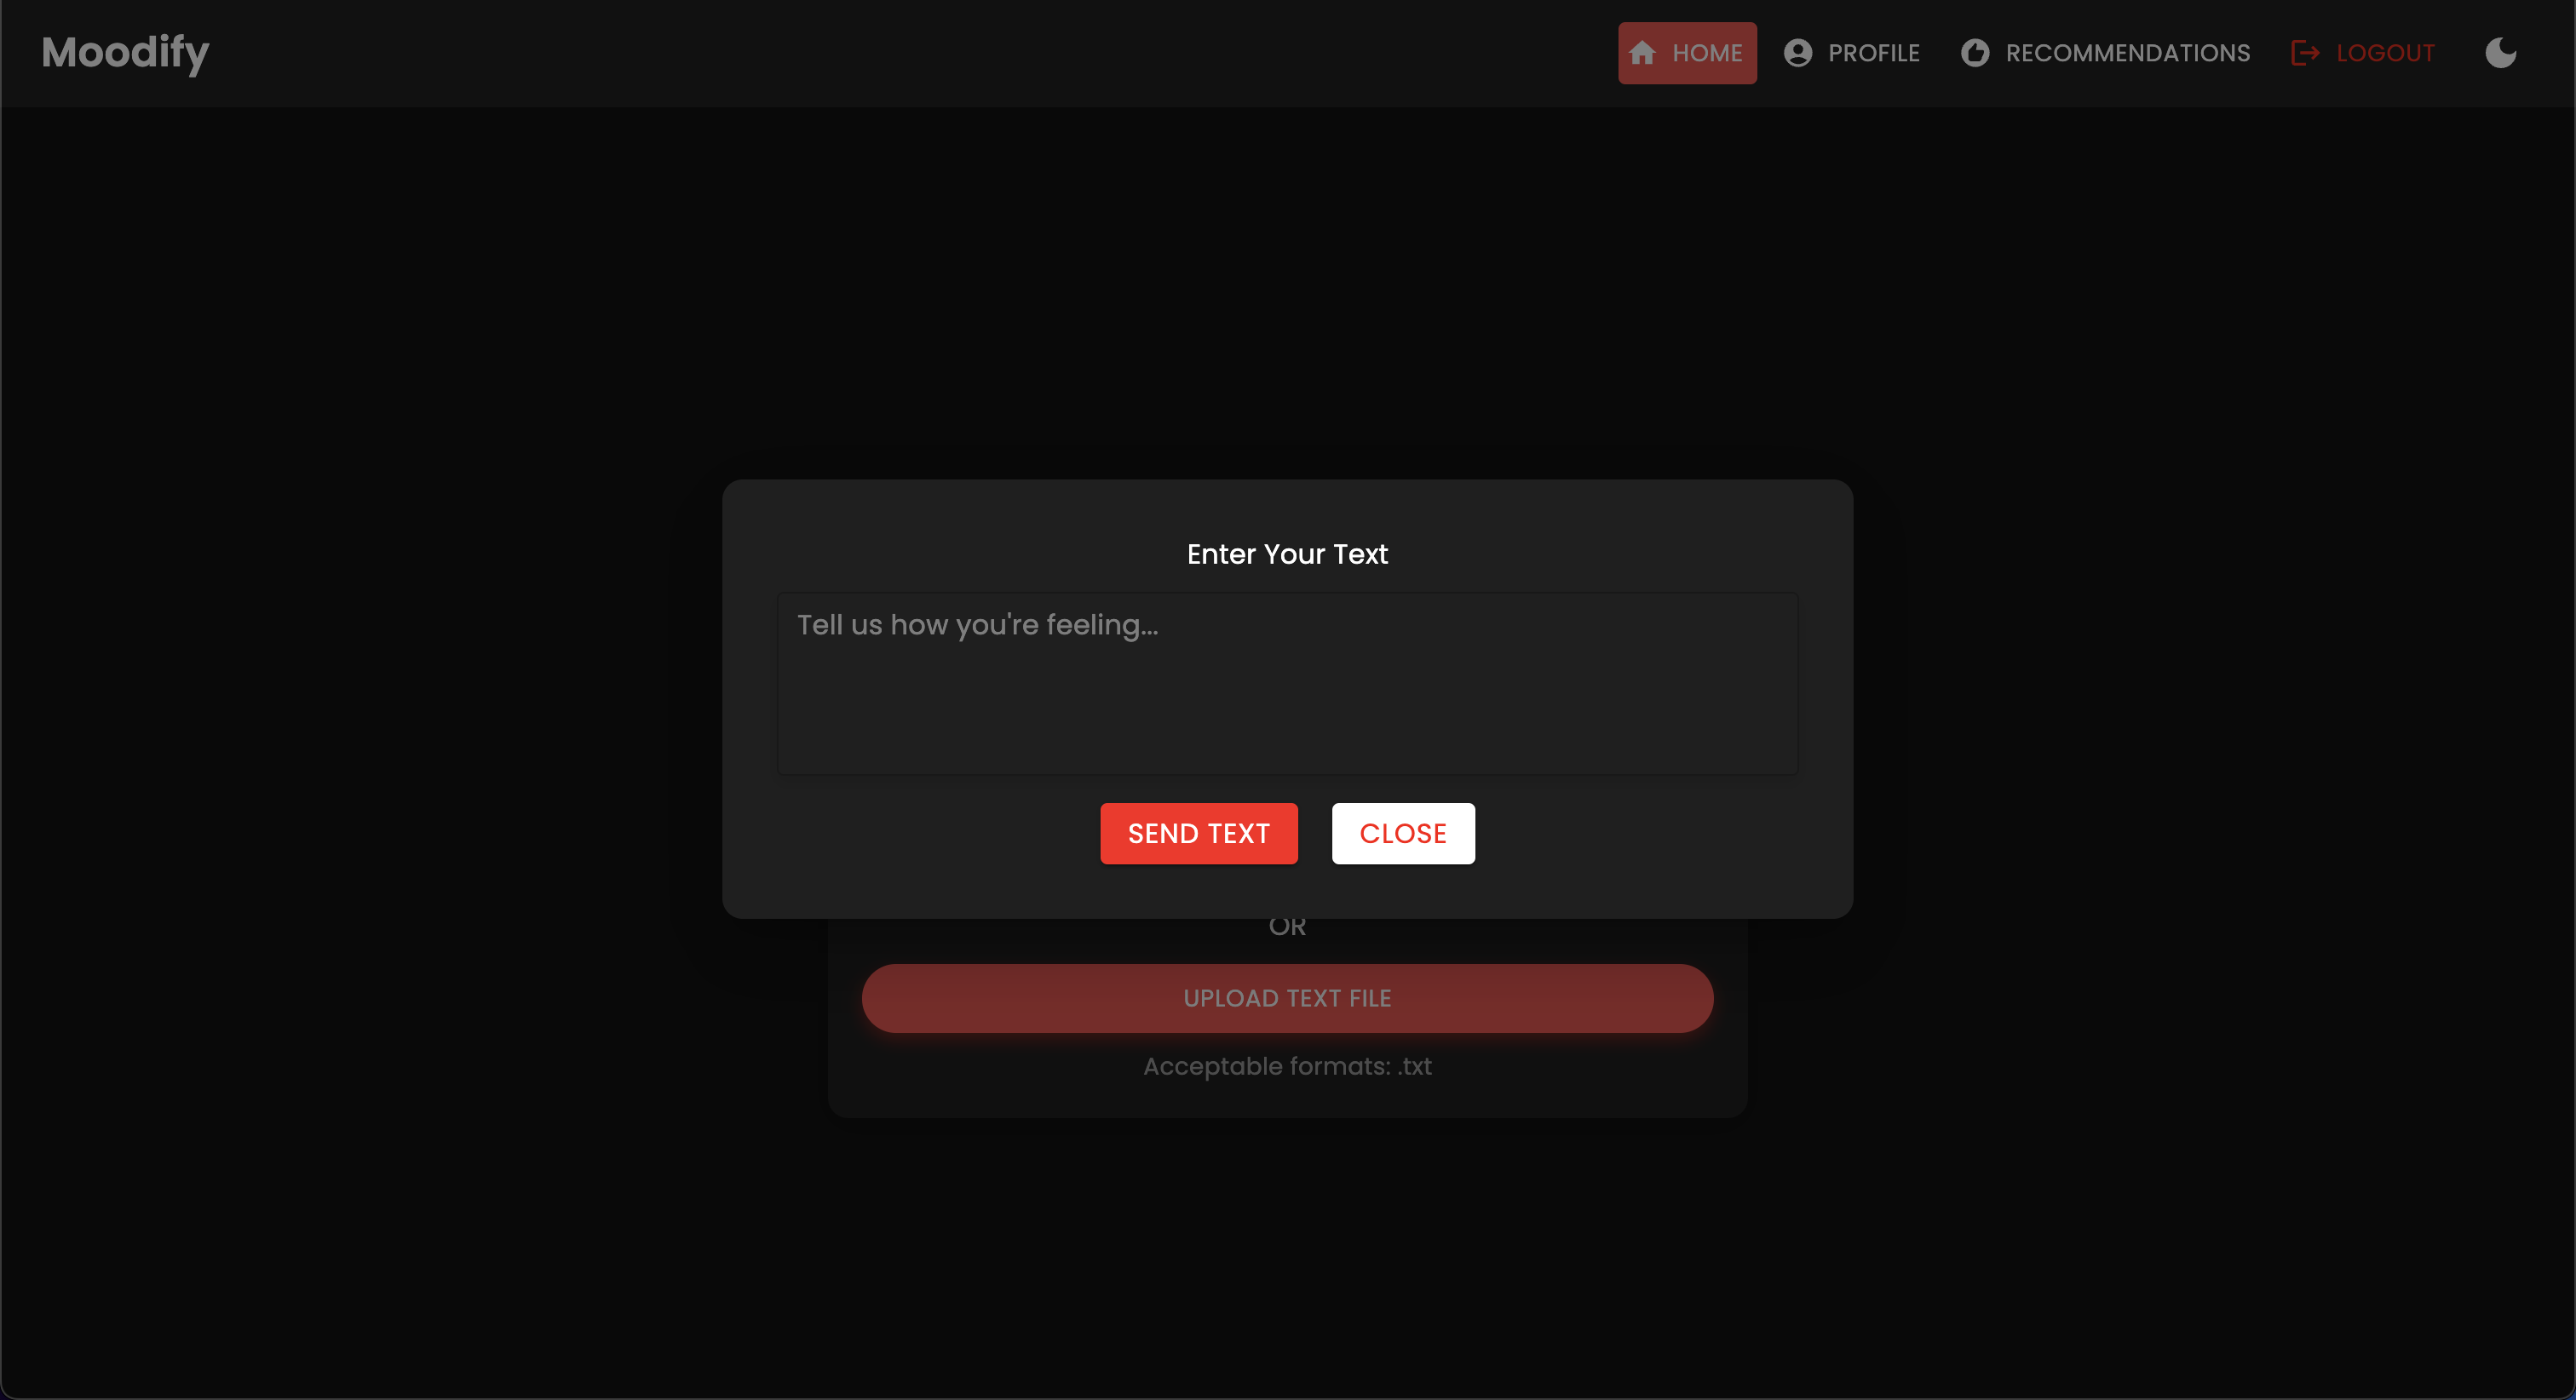 Moodify
HOME PROFILE RECOMMENDATIONS LOGOUT
Enter Your Text
Tell us how you're feeling...
SEND TEXT CLOSE
OR
UPLOAD TEXT FILE
Acceptable formats: .txt